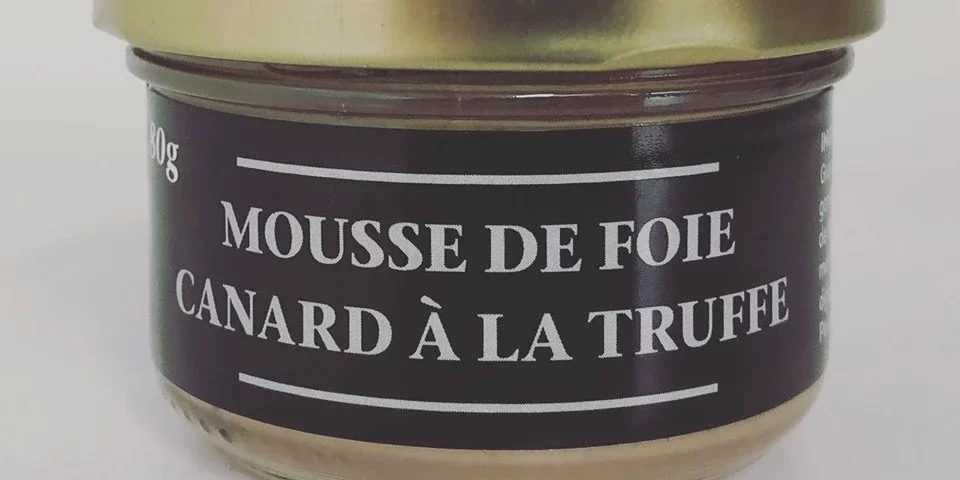 80g
MOUSSE DE FOIE
CANARD À LA TRUFFE